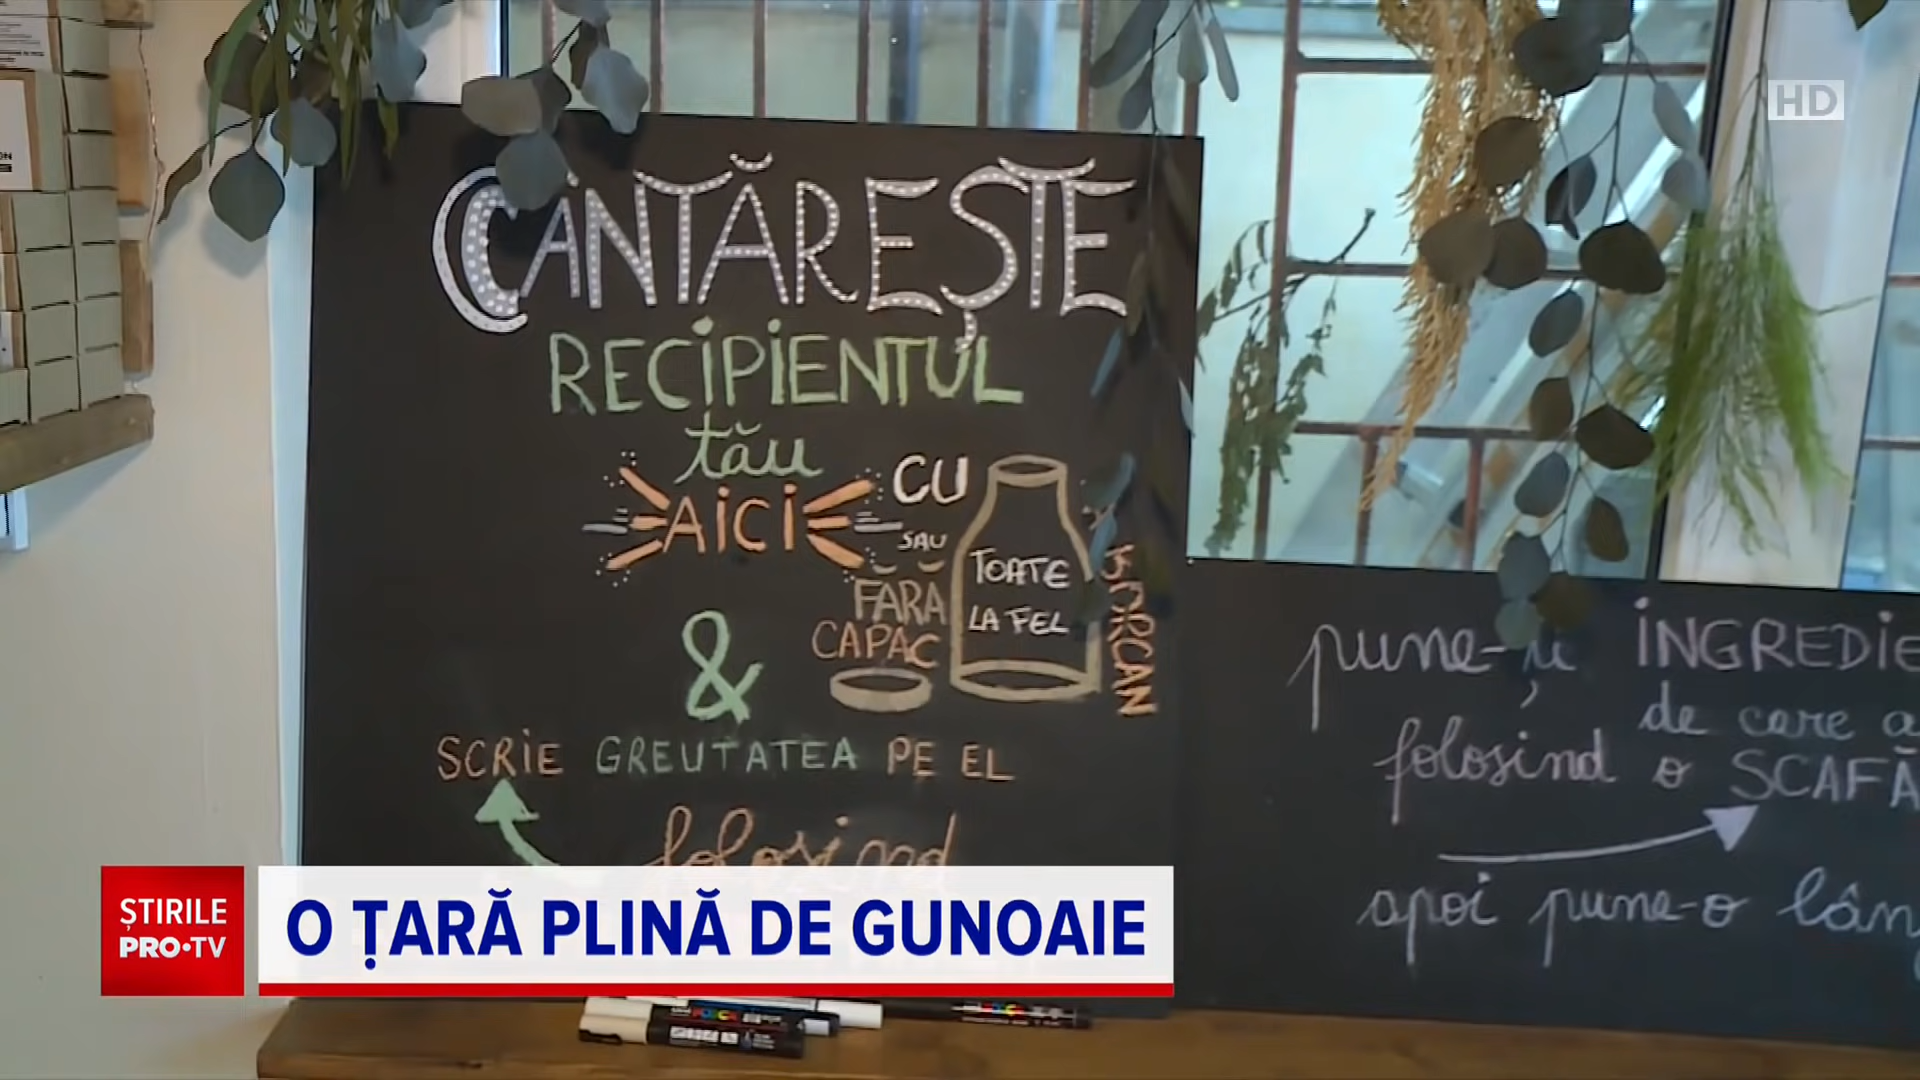 HD
CÂNTĂREȘTE
RECIPIENTUL
tău
AICI
CU
SAU
FĂRĂ
CAPAC
TOATE
LA FEL
BORCAN
&
SCRIE GREUTATEA PE EL
folosind
pune-ți INGREDIE
de care a
folosind o SCAFĂ
apoi pune-o lân
ȘTIRILE
PRO•TV
O ȚARĂ PLINĂ DE GUNOAIE